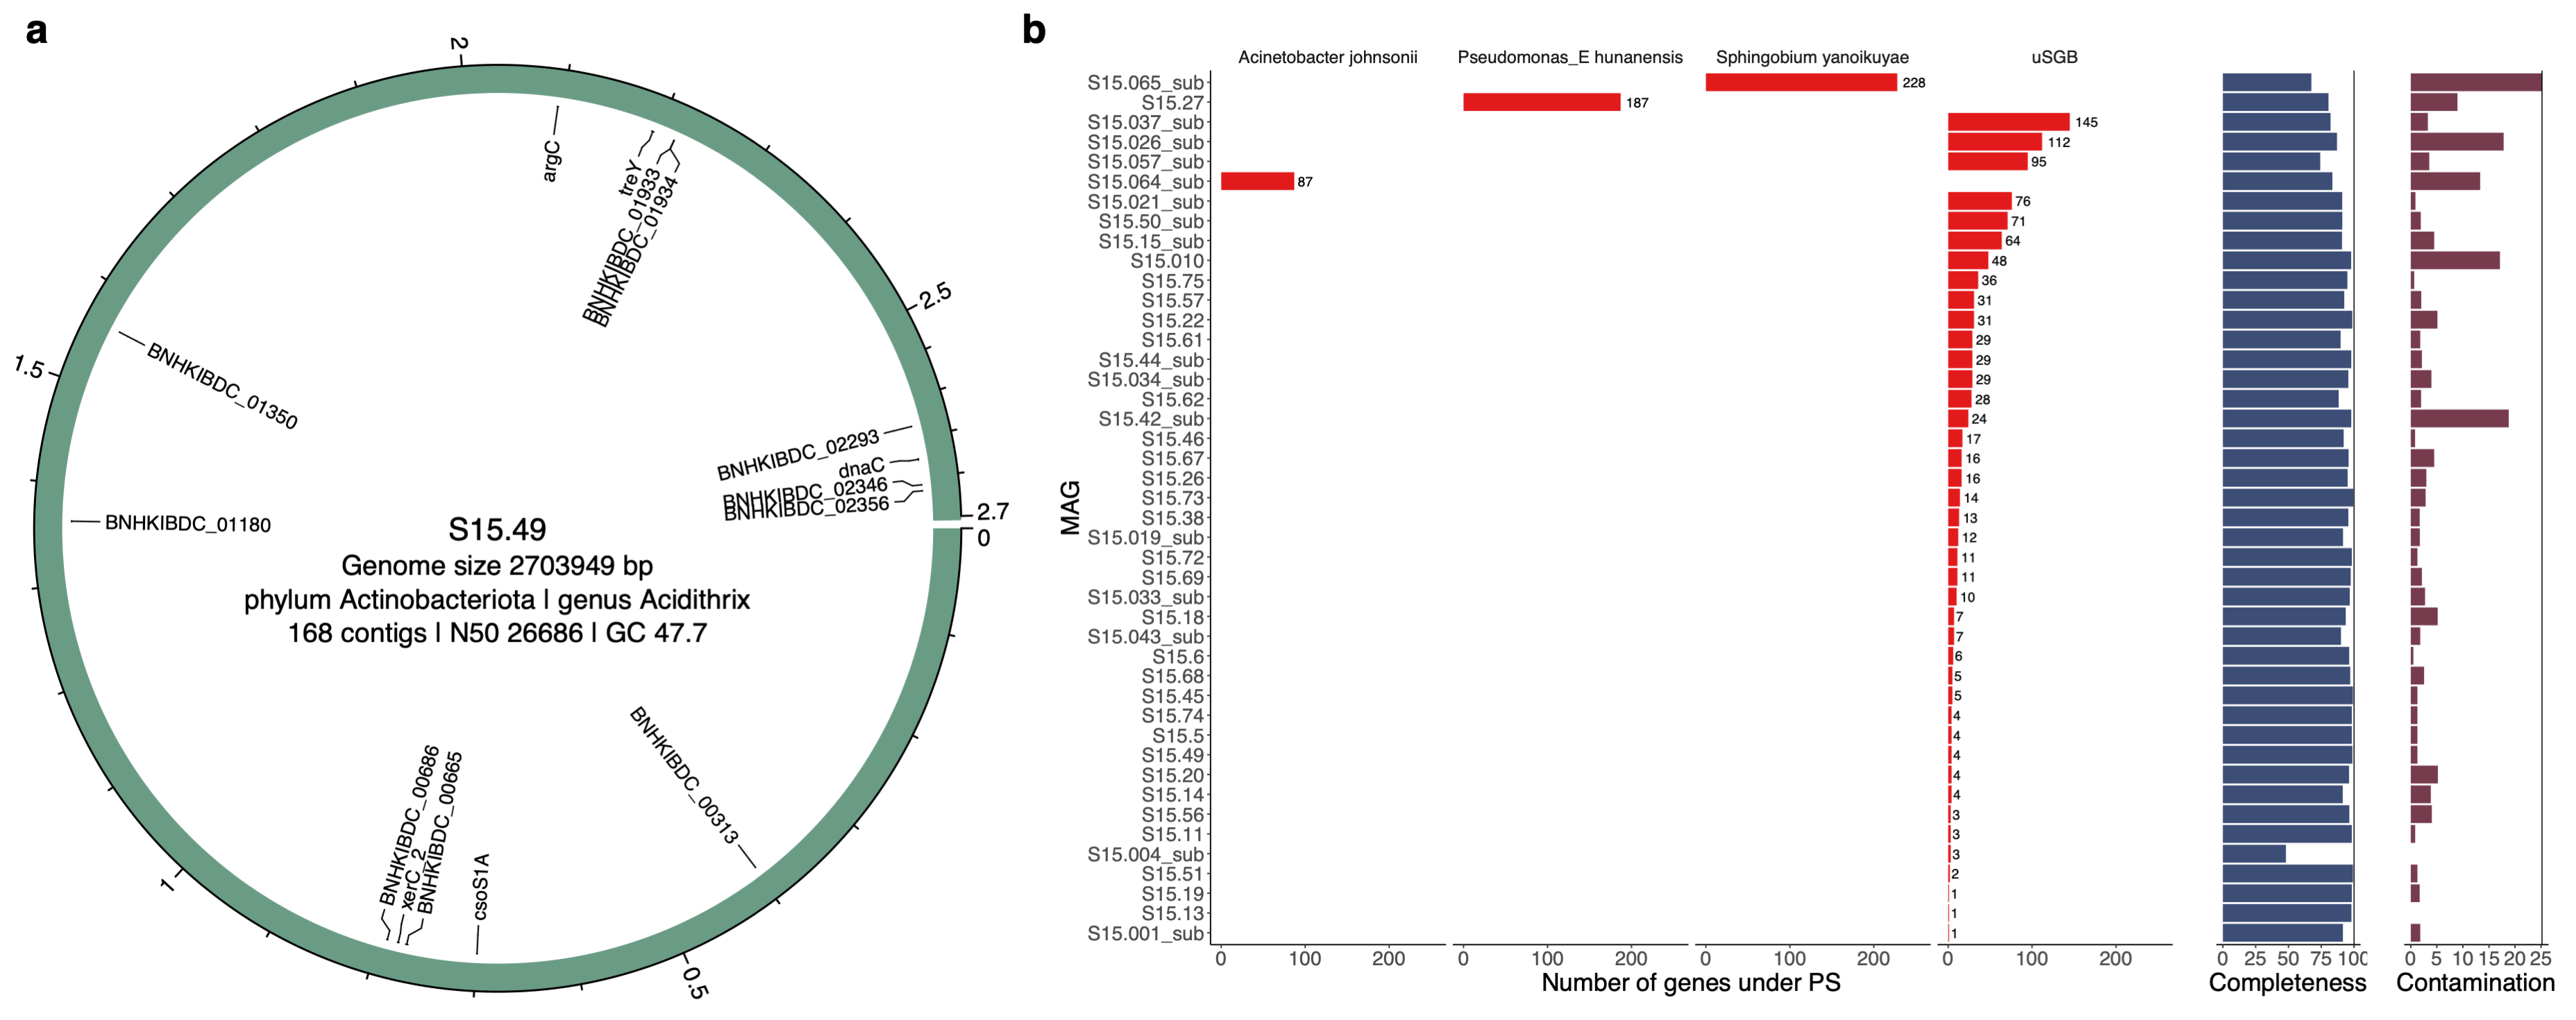 a
2
argC
treY
BNHKIBDC_01933
BNHKIBDC_01934
2.5
1.5
BNHKIBDC_01350
BNHKIBDC_02293
dnaC
BNHKIBDC_02346
BNHKIBDC_02356
2.7
0
BNHKIBDC_01180
S15.49
Genome size 2703949 bp
phylum Actinobacteriota | genus Acidithrix
168 contigs | N50 26686 | GC 47.7
BNHKIBDC_00313
BNHKIBDC_00686
xerC_2
BNHKIBDC_00665
csoS1A
1
0.5
b
Acinetobacter johnsonii Pseudomonas_E hunanensis Sphingobium yanoikuyae uSGB
S15.065_sub 228
S15.27 187
S15.037_sub 145
S15.026_sub 112
S15.057_sub 95
S15.064_sub 87
S15.021_sub 76
S15.50_sub 71
S15.15_sub 64
S15.010 48
S15.75 36
S15.57 31
S15.22 31
S15.61 29
S15.44_sub 29
S15.034_sub 29
S15.62 28
S15.42_sub 24
S15.46 17
S15.67 16
S15.26 16
S15.73 14
S15.38 13
S15.019_sub 12
S15.72 11
S15.69 11
S15.033_sub 10
S15.18 7
S15.043_sub 7
S15.6 6
S15.68 5
S15.45 5
S15.74 4
S15.5 4
S15.49 4
S15.20 4
S15.14 4
S15.56 3
S15.11 3
S15.004_sub 3
S15.51 2
S15.19 1
S15.13 1
S15.001_sub 1
MAG
0 100 200 0 100 200 0 100 200 0 100 200 0 25 50 75 100 0 5 10 15 20 25
Number of genes under PS Completeness Contamination